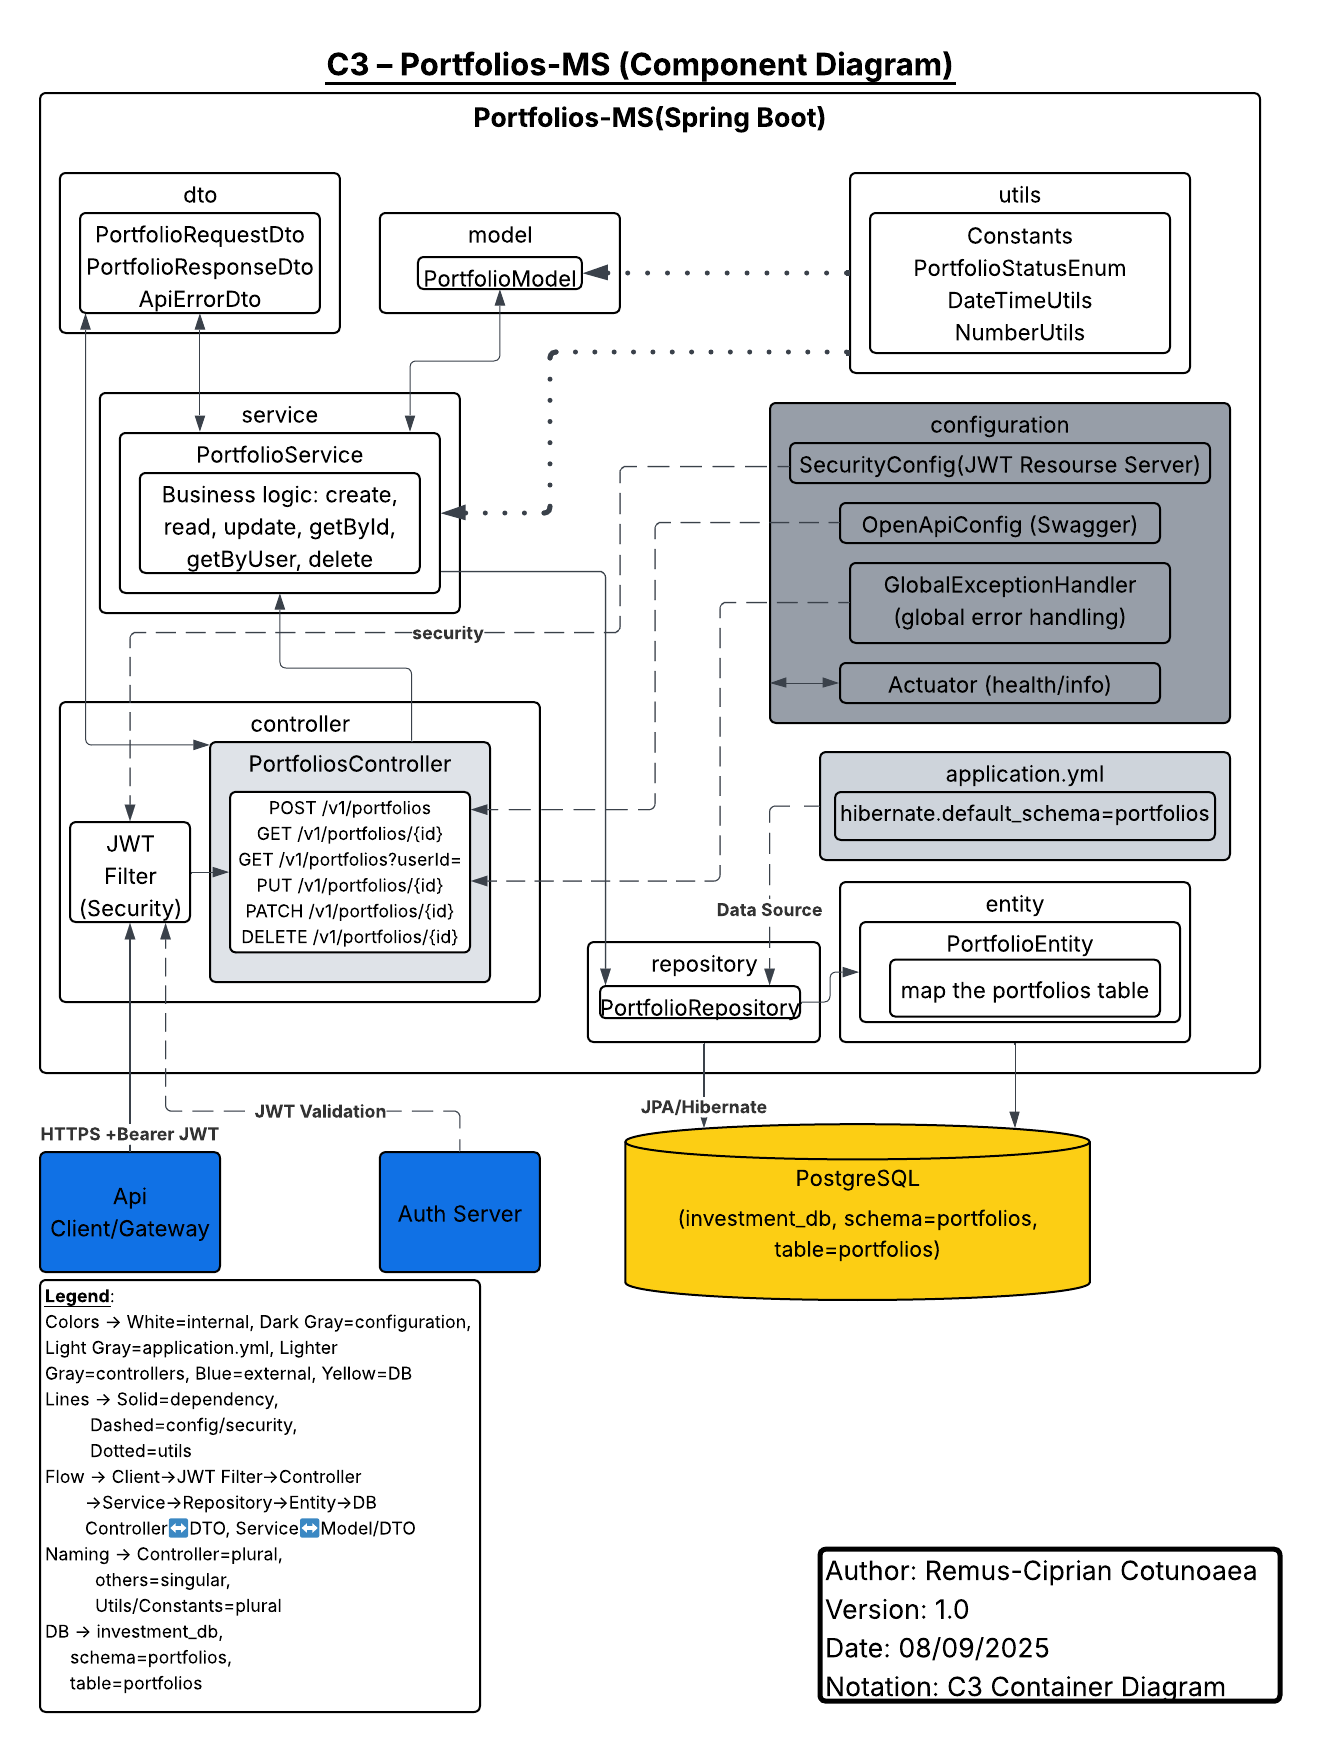 C3 – Portfolios-MS (Component Diagram)
Portfolios-MS(Spring Boot)
dto
PortfolioRequestDto
PortfolioResponseDto
ApiErrorDto
model
PortfolioModel
utils
Constants
PortfolioStatusEnum
DateTimeUtils
NumberUtils
service
PortfolioService
Business logic: create,
read, update, getById,
getByUser, delete
configuration
SecurityConfig(JWT Resourse Server)
OpenApiConfig (Swagger)
GlobalExceptionHandler
(global error handling)
Actuator (health/info)
security
controller
PortfoliosController
POST /v1/portfolios
GET /v1/portfolios/{id}
GET /v1/portfolios?userId=
PUT /v1/portfolios/{id}
PATCH /v1/portfolios/{id}
DELETE /v1/portfolios/{id}
JWT
Filter
(Security)
application.yml
hibernate.default_schema=portfolios
Data Source
repository
PortfolioRepository
entity
PortfolioEntity
map the portfolios table
JWT Validation
HTTPS +Bearer JWT
JPA/Hibernate
Api
Client/Gateway
Auth Server
PostgreSQL
(investment_db, schema=portfolios,
table=portfolios)
Legend:
Colors → White=internal, Dark Gray=configuration,
Light Gray=application.yml, Lighter
Gray=controllers, Blue=external, Yellow=DB
Lines → Solid=dependency,
Dashed=config/security,
Dotted=utils
Flow → Client→JWT Filter→Controller
→Service→Repository→Entity→DB
Controller↔️DTO, Service↔️Model/DTO
Naming → Controller=plural,
others=singular,
Utils/Constants=plural
DB → investment_db,
schema=portfolios,
table=portfolios
Author: Remus-Ciprian Cotunoaea
Version: 1.0
Date: 08/09/2025
Notation: C3 Container Diagram